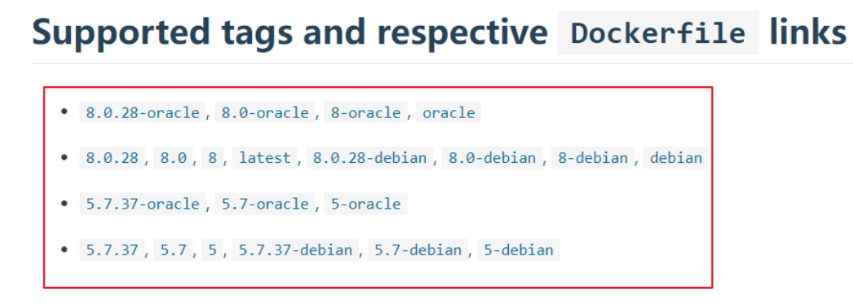 Supported tags and respective Dockerfile links
• 8.0.28-oracle, 8.0-oracle, 8-oracle, oracle
• 8.0.28, 8.0, 8, latest, 8.0.28-debian, 8.0-debian, 8-debian, debian
• 5.7.37-oracle, 5.7-oracle, 5-oracle
• 5.7.37, 5.7, 5, 5.7.37-debian, 5.7-debian, 5-debian